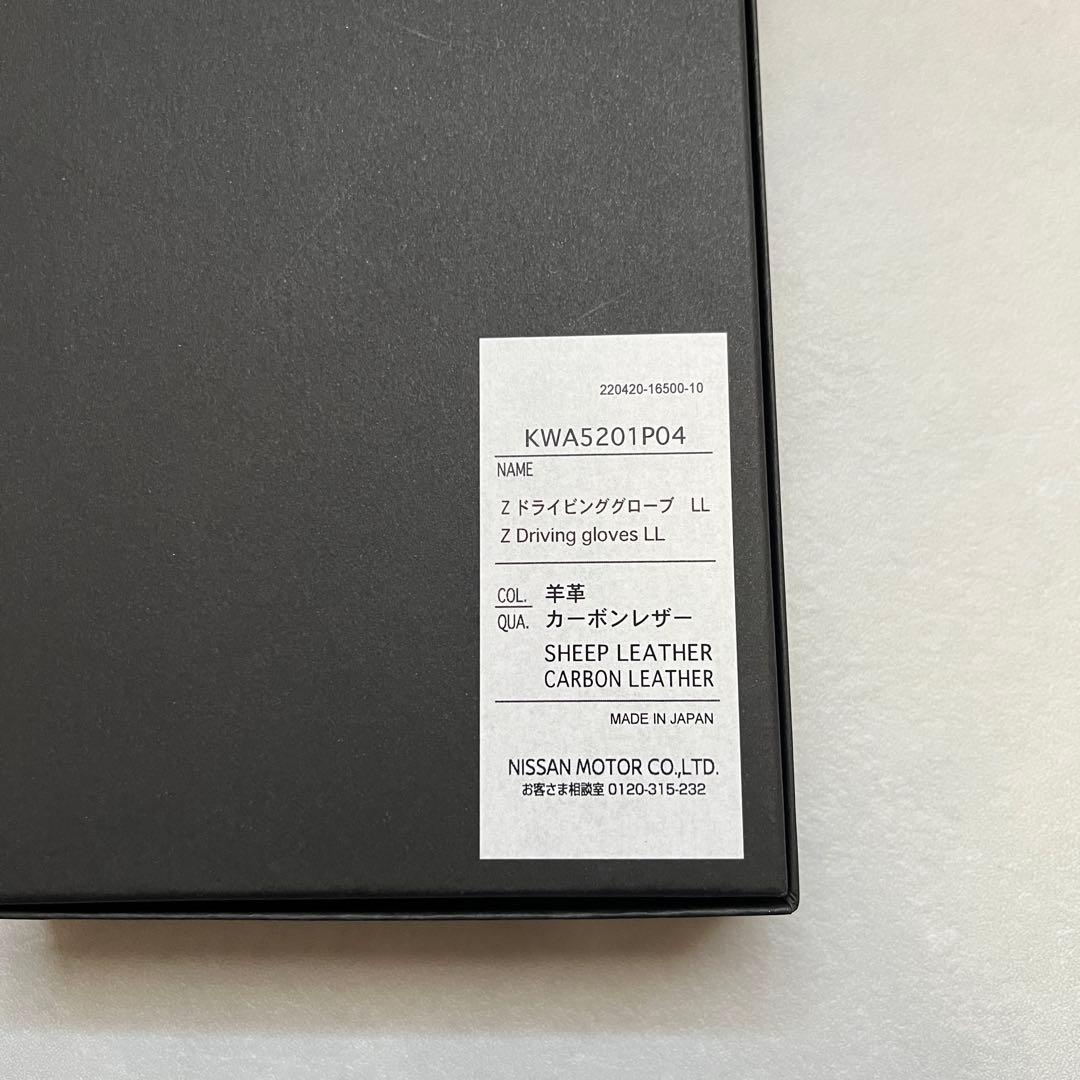 220420-16500-10
KWA5201P04
NAME
Z ドライビンググローブ LL
Z Driving gloves LL
COL. 羊革
QUA. カーボンレザー
SHEEP LEATHER
CARBON LEATHER
MADE IN JAPAN
NISSAN MOTOR CO.,LTD.
お客さま相談室 0120-315-232